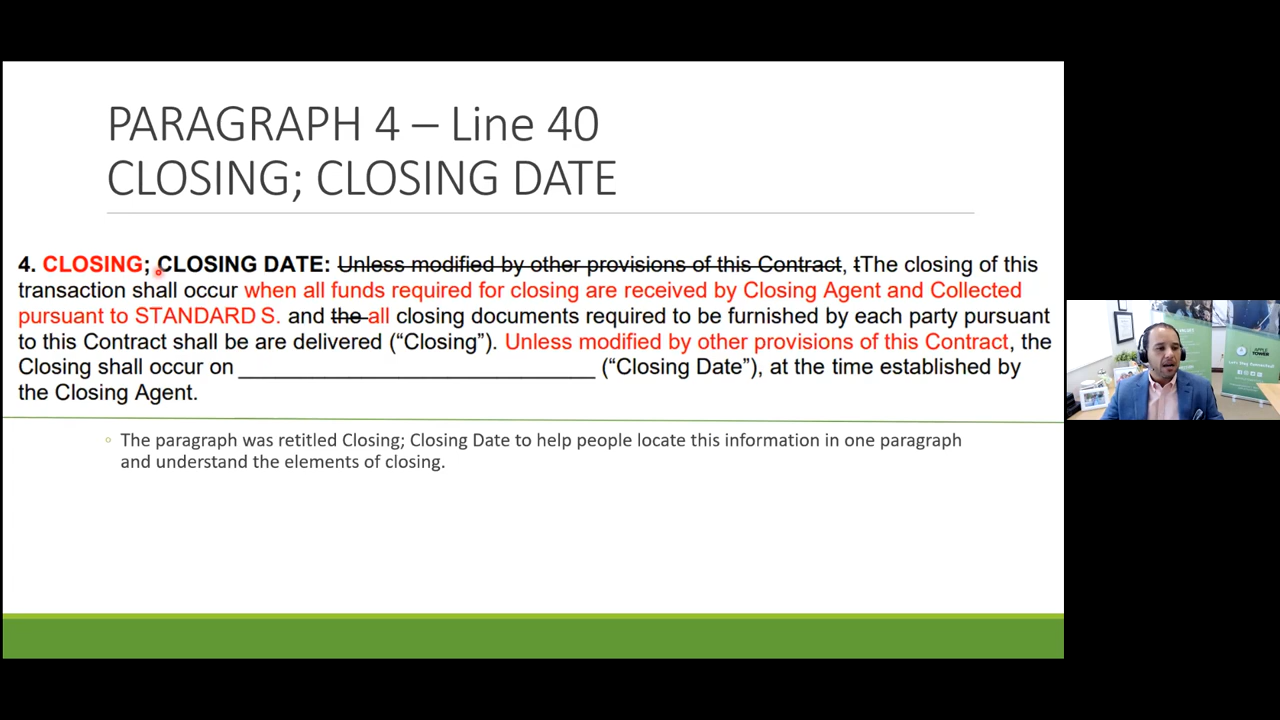 PARAGRAPH 4 – Line 40
CLOSING; CLOSING DATE
4. CLOSING; CLOSING DATE: Unless modified by other provisions of this Contract, tThe closing of this
transaction shall occur when all funds required for closing are received by Closing Agent and Collected
pursuant to STANDARD S. and the all closing documents required to be furnished by each party pursuant
to this Contract shall be are delivered (“Closing”). Unless modified by other provisions of this Contract, the
Closing shall occur on ______________________________ (“Closing Date”), at the time established by
the Closing Agent.
◦ The paragraph was retitled Closing; Closing Date to help people locate this information in one paragraph
and understand the elements of closing.
APPLE
TOWER